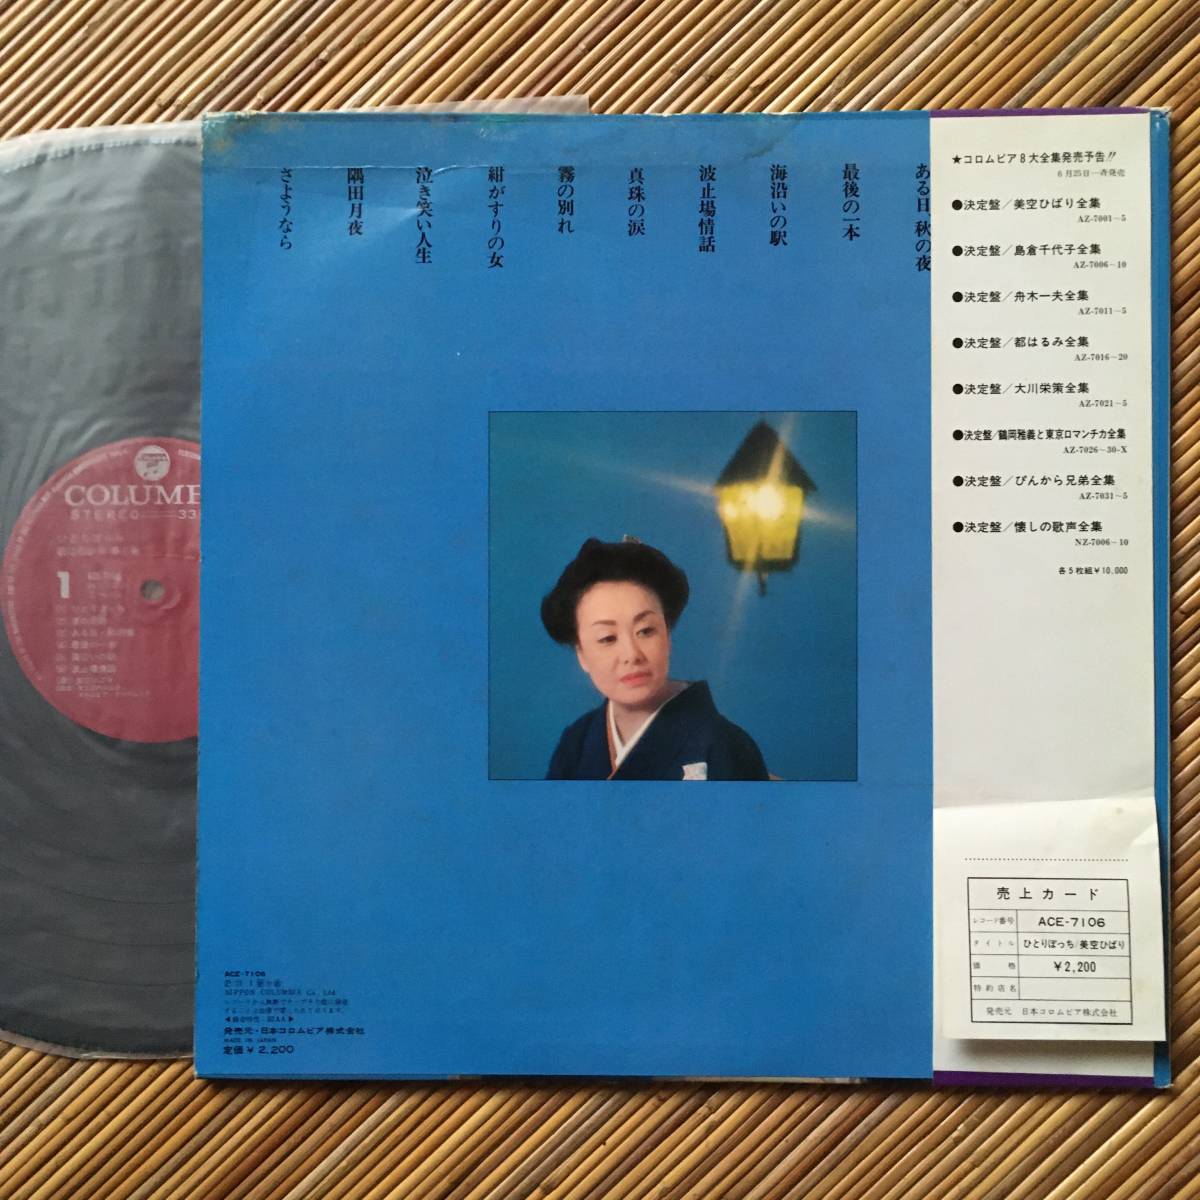 ある日、秋の夜
最後の一本
海沿いの駅
波止場情話
真珠の涙
霧の別れ
紺がすりの女
泣き笑い人生
隅田月夜
さようなら
★コロムビア8大全集発売予告!!
6月25日一斉発売
●決定盤/美空ひばり全集
AZ-7001~5
●決定盤/島倉千代子全集
AZ-7006~10
●決定盤/舟木一夫全集
AZ-7011~5
●決定盤/都はるみ全集
AZ-7016~20
●決定盤/大川栄策全集
AZ-7021~5
●決定盤/鶴岡雅義と東京ロマンチカ全集
AZ-7026~30-X
●決定盤/ぴんから兄弟全集
AZ-7031~5
●決定盤/懐しの歌声全集
NZ-7006~10
各5枚組¥10,000
売上カード
レコード番号 ACE-7106
タイトル ひとりぼっち/美空ひばり
価格 ¥2,200
特約店名
発売元 日本コロムビア株式会社
COLUMB
STEREO
33
1
ACE-7106
NIPPON COLUMBIA Co., Ltd.
発売元・日本コロムビア株式会社
MADE IN JAPAN
定価¥2,200